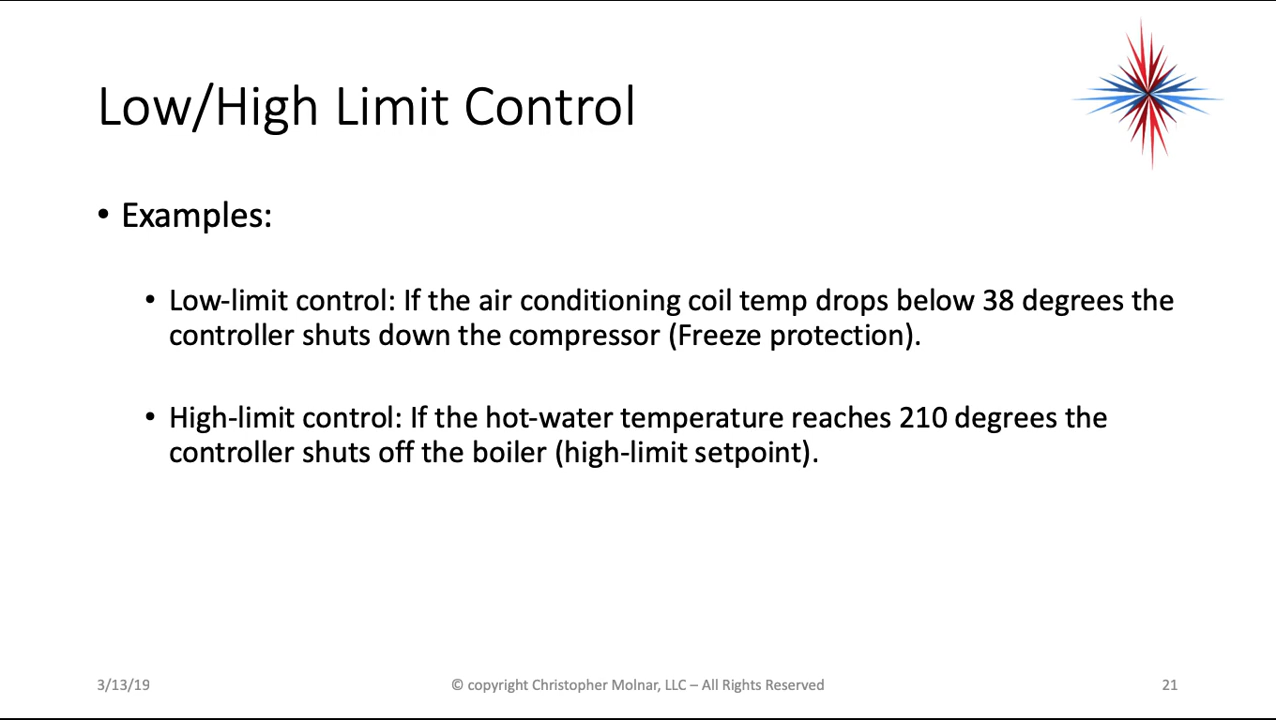 Low/High Limit Control
• Examples:
• Low-limit control: If the air conditioning coil temp drops below 38 degrees the
controller shuts down the compressor (Freeze protection).
• High-limit control: If the hot-water temperature reaches 210 degrees the
controller shuts off the boiler (high-limit setpoint).
3/13/19
© copyright Christopher Molnar, LLC – All Rights Reserved
21